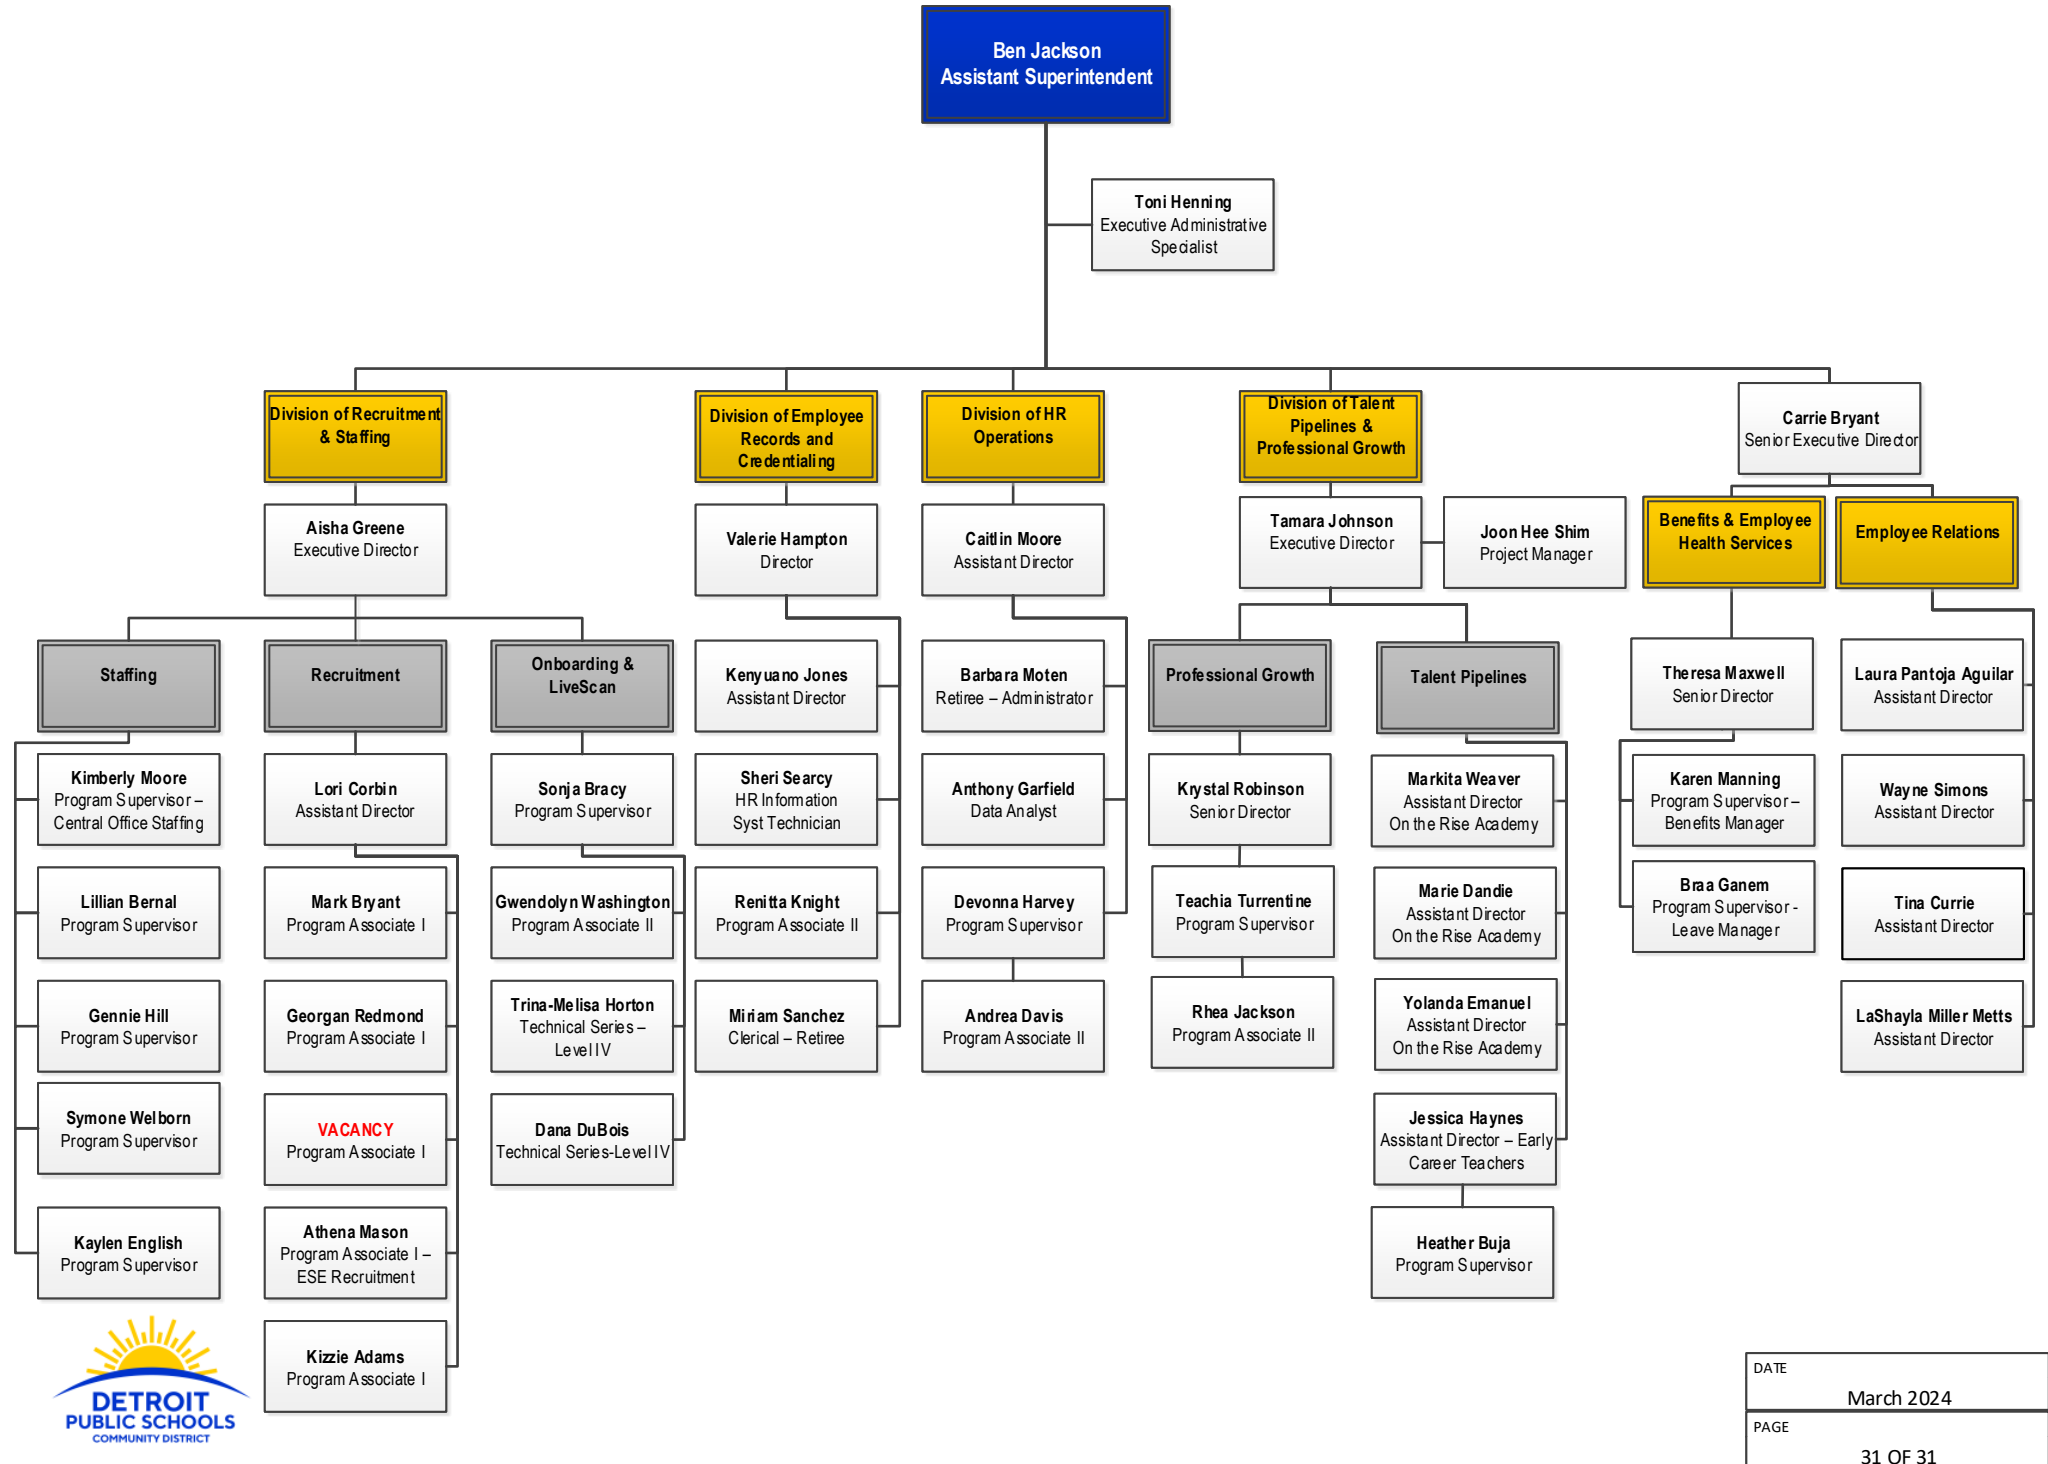 Ben Jackson
Assistant Superintendent
Toni Henning
Executive Administrative
Specialist
Division of Recruitment
& Staffing
Aisha Greene
Executive Director
Staffing
Kimberly Moore
Program Supervisor –
Central Office Staffing
Lillian Bernal
Program Supervisor
Gennie Hill
Program Supervisor
Symone Welborn
Program Supervisor
Kaylen English
Program Supervisor
Recruitment
Lori Corbin
Assistant Director
Mark Bryant
Program Associate I
Georgan Redmond
Program Associate I
VACANCY
Program Associate I
Athena Mason
Program Associate I –
ESE Recruitment
Kizzie Adams
Program Associate I
Onboarding &
LiveScan
Sonja Bracy
Program Supervisor
Gwendolyn Washington
Program Associate II
Trina-Melisa Horton
Technical Series –
Level IV
Dana DuBois
Technical Series-Level IV
Division of Employee
Records and
Credentialing
Valerie Hampton
Director
Kenyuano Jones
Assistant Director
Sheri Searcy
HR Information
Syst Technician
Renitta Knight
Program Associate II
Miriam Sanchez
Clerical – Retiree
Division of HR
Operations
Caitlin Moore
Assistant Director
Barbara Moten
Retiree – Administrator
Anthony Garfield
Data Analyst
Devonna Harvey
Program Supervisor
Andrea Davis
Program Associate II
Division of Talent
Pipelines &
Professional Growth
Tamara Johnson
Executive Director
Joon Hee Shim
Project Manager
Professional Growth
Krystal Robinson
Senior Director
Teachia Turrentine
Program Supervisor
Rhea Jackson
Program Associate II
Talent Pipelines
Markita Weaver
Assistant Director
On the Rise Academy
Marie Dandie
Assistant Director
On the Rise Academy
Yolanda Emanuel
Assistant Director
On the Rise Academy
Jessica Haynes
Assistant Director – Early
Career Teachers
Heather Buja
Program Supervisor
Carrie Bryant
Senior Executive Director
Benefits & Employee
Health Services
Theresa Maxwell
Senior Director
Karen Manning
Program Supervisor –
Benefits Manager
Braa Ganem
Program Supervisor -
Leave Manager
Employee Relations
Laura Pantoja Aguilar
Assistant Director
Wayne Simons
Assistant Director
Tina Currie
Assistant Director
LaShayla Miller Metts
Assistant Director
DETROIT
PUBLIC SCHOOLS
COMMUNITY DISTRICT
DATE
March 2024
PAGE
31 OF 31